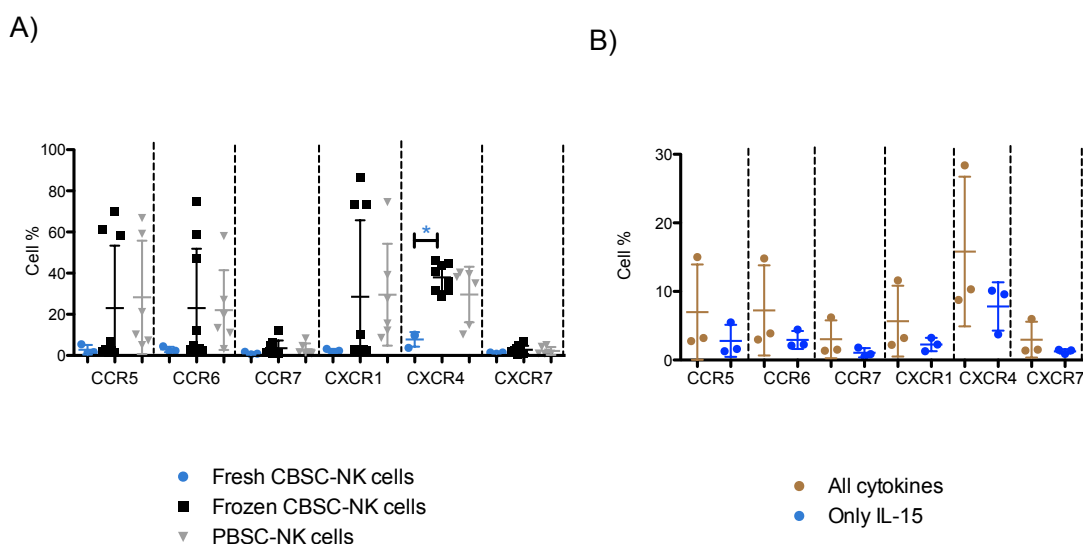 A)
B)
Cell %
100
80
60
40
20
0
*
CCR5 CCR6 CCR7 CXCR1 CXCR4 CXCR7
Fresh CBSC-NK cells
Frozen CBSC-NK cells
PBSC-NK cells
Cell %
30
20
10
0
CCR5 CCR6 CCR7 CXCR1 CXCR4 CXCR7
All cytokines
Only IL-15